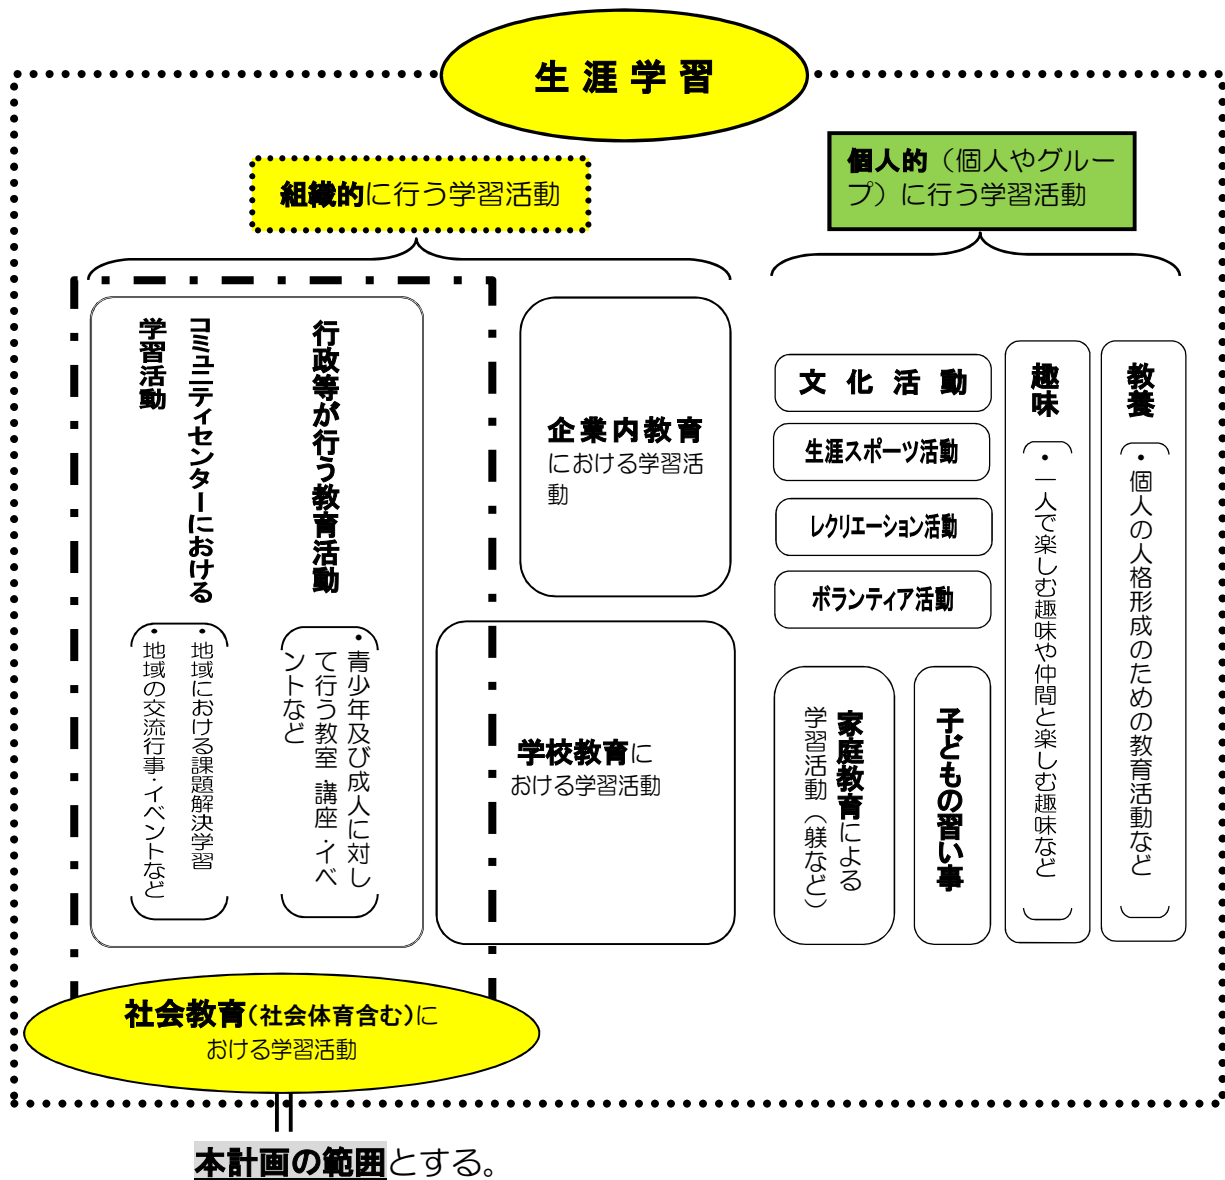 生涯学習
組織的に行う学習活動
個人的（個人やグルー
プ）に行う学習活動
行政等が行う教育活動
・青少年及び成人に対し
て行う教室・講座・イベ
ントなど
コミュニティセンターにおける
学習活動
・地域における課題解決学習
・地域の交流行事・イベントなど
企業内教育
における学習活
動
学校教育に
おける学習活動
文化活動
生涯スポーツ活動
レクリエーション活動
ボランティア活動
家庭教育による
学習活動（躾など）
子どもの習い事
趣味
・一人で楽しむ趣味や仲間と楽しむ趣味など
教養
・個人の人格形成のための教育活動など
社会教育（社会体育含む）に
おける学習活動
本計画の範囲とする。